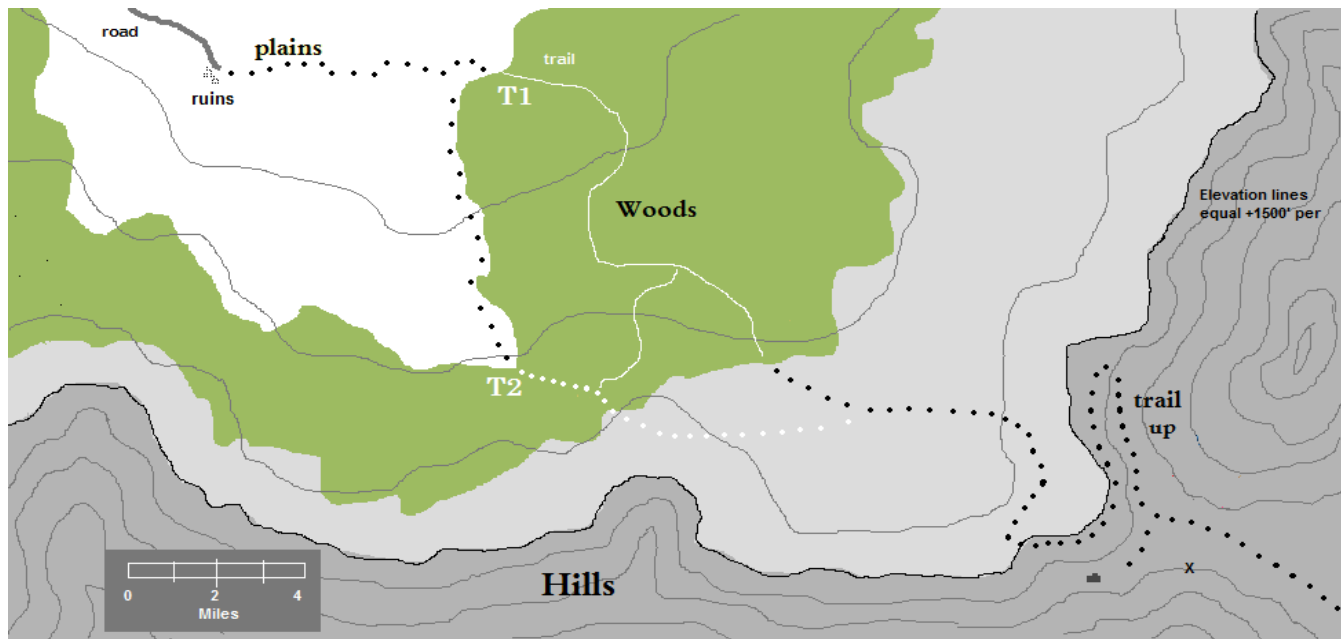 road
plains
trail
ruins
T1
Woods
Elevation lines
equal +1500' per
T2
trail
up
X
Hills
0 2 4
Miles